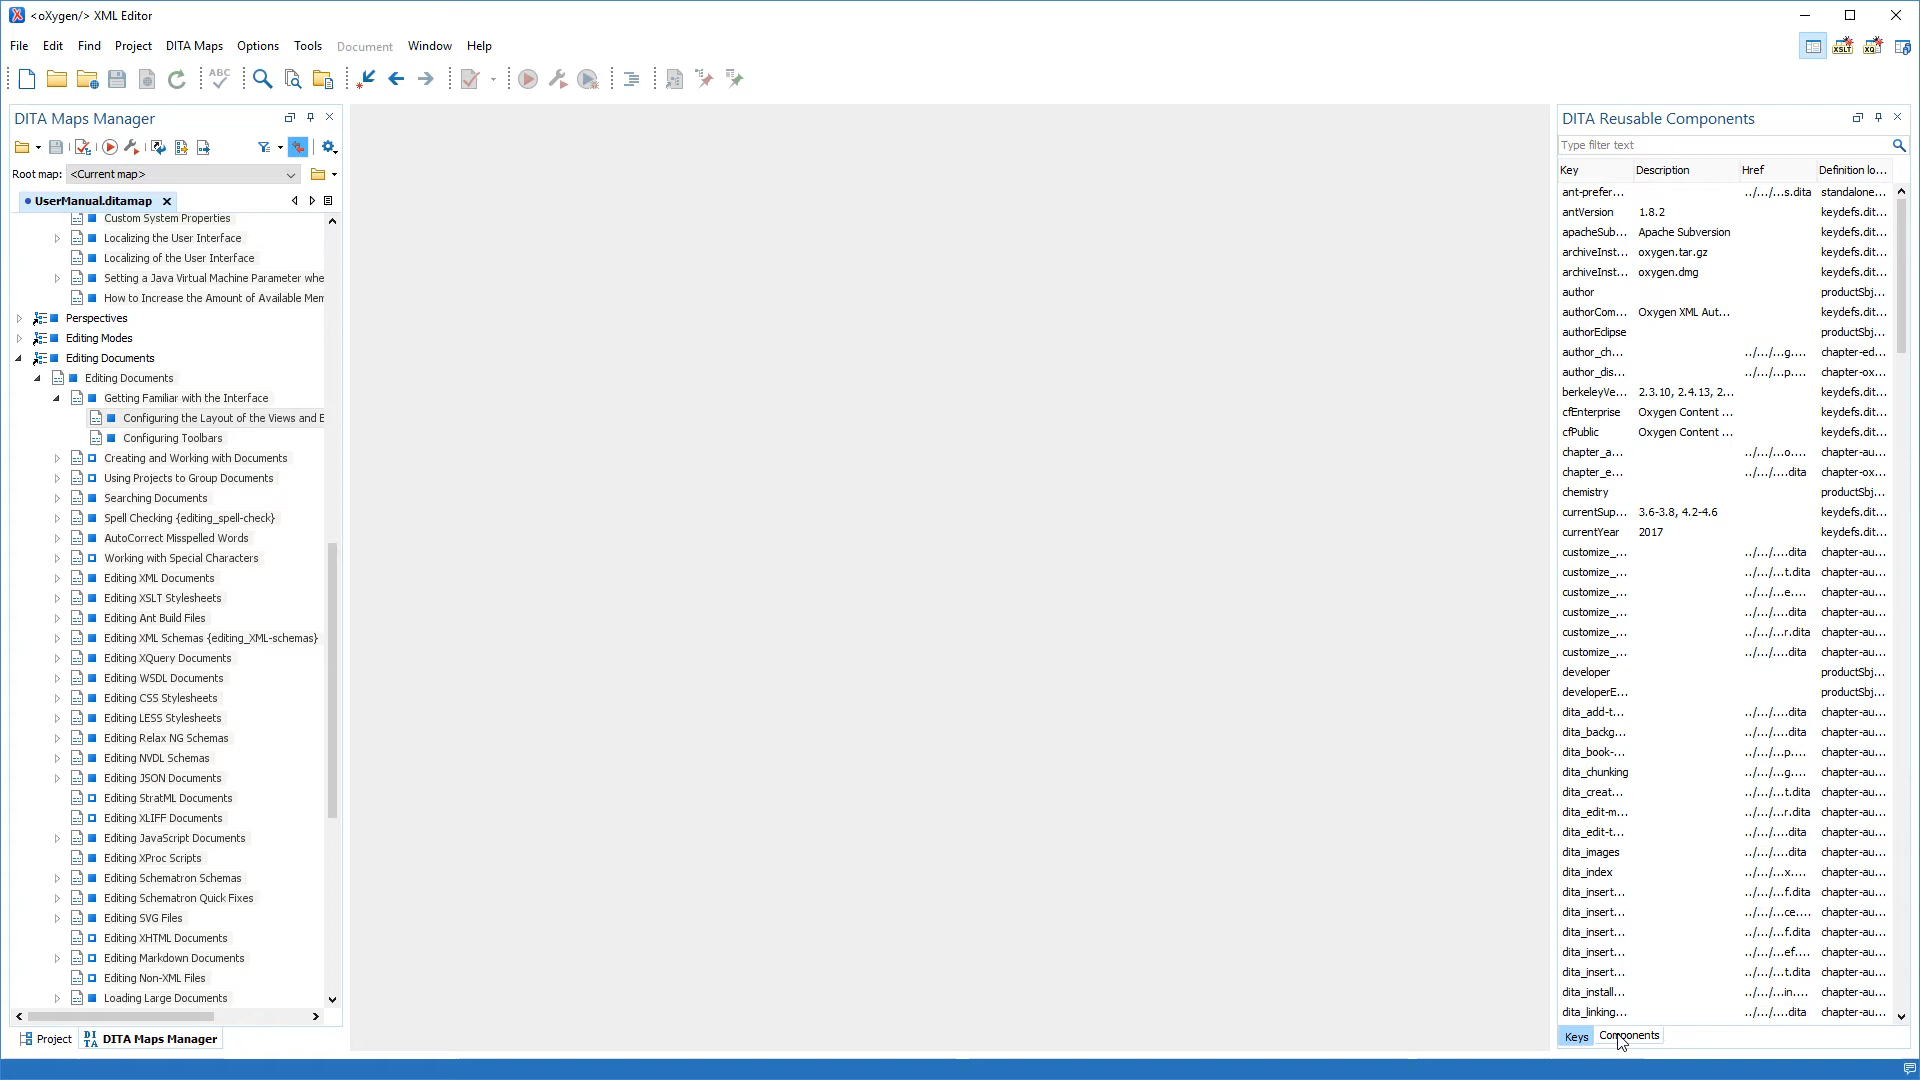 <oXygen/> XML Editor
File Edit Find Project DITA Maps Options Tools Document Window Help
ABC
XSLT
XQ
DITA Maps Manager
Root map: <Current map>
UserManual.ditamap
Custom System Properties
Localizing the User Interface
Localizing of the User Interface
Setting a Java Virtual Machine Parameter whe
How to Increase the Amount of Available Mem
Perspectives
Editing Modes
Editing Documents
Editing Documents
Getting Familiar with the Interface
Configuring the Layout of the Views and E
Configuring Toolbars
Creating and Working with Documents
Using Projects to Group Documents
Searching Documents
Spell Checking {editing_spell-check}
AutoCorrect Misspelled Words
Working with Special Characters
Editing XML Documents
Editing XSLT Stylesheets
Editing Ant Build Files
Editing XML Schemas {editing_XML-schemas}
Editing XQuery Documents
Editing WSDL Documents
Editing CSS Stylesheets
Editing LESS Stylesheets
Editing Relax NG Schemas
Editing NVDL Schemas
Editing JSON Documents
Editing StratML Documents
Editing XLIFF Documents
Editing JavaScript Documents
Editing XProc Scripts
Editing Schematron Schemas
Editing Schematron Quick Fixes
Editing SVG Files
Editing XHTML Documents
Editing Markdown Documents
Editing Non-XML Files
Loading Large Documents
Project DITA DITA Maps Manager
DITA Reusable Components
Type filter text
Key Description Href Definition lo...
ant-prefer... ../.../...s.dita standalone...
antVersion 1.8.2 keydefs.dit...
apacheSub... Apache Subversion keydefs.dit...
archiveInst... oxygen.tar.gz keydefs.dit...
archiveInst... oxygen.dmg keydefs.dit...
author productSbj...
authorCom... Oxygen XML Aut... keydefs.dit...
authorEclipse productSbj...
author_ch... ../.../...g.... chapter-ed...
author_dis... ../.../...p.... chapter-ox...
berkeleyVe... 2.3.10, 2.4.13, 2... keydefs.dit...
cfEnterprise Oxygen Content ... keydefs.dit...
cfPublic Oxygen Content ... keydefs.dit...
chapter_a... ../.../...o.... chapter-au...
chapter_e... ../.../....dita chapter-ox...
chemistry productSbj...
currentSup... 3.6-3.8, 4.2-4.6 keydefs.dit...
currentYear 2017 keydefs.dit...
customize_... ../.../....dita chapter-au...
customize_... ../.../...t.dita chapter-au...
customize_... ../.../...e.... chapter-au...
customize_... ../.../....dita chapter-au...
customize_... ../.../...r.dita chapter-au...
customize_... ../.../....dita chapter-au...
developer productSbj...
developerE... productSbj...
dita_add-t... ../.../....dita chapter-au...
dita_backg... ../.../....dita chapter-au...
dita_book-... ../.../...p.... chapter-au...
dita_chunking ../.../...g.... chapter-au...
dita_creat... ../.../...t.dita chapter-au...
dita_edit-m... ../.../...r.dita chapter-au...
dita_edit-t... ../.../....dita chapter-au...
dita_images ../.../....dita chapter-au...
dita_index ../.../...x.... chapter-au...
dita_insert... ../.../...f.dita chapter-au...
dita_insert... ../.../...ce.... chapter-au...
dita_insert... ../.../...f.dita chapter-au...
dita_insert... ../.../...ef.... chapter-au...
dita_insert... ../.../...t.dita chapter-au...
dita_install... ../.../...in.... chapter-au...
dita_linking... ../.../....dita chapter-au...
Keys Components